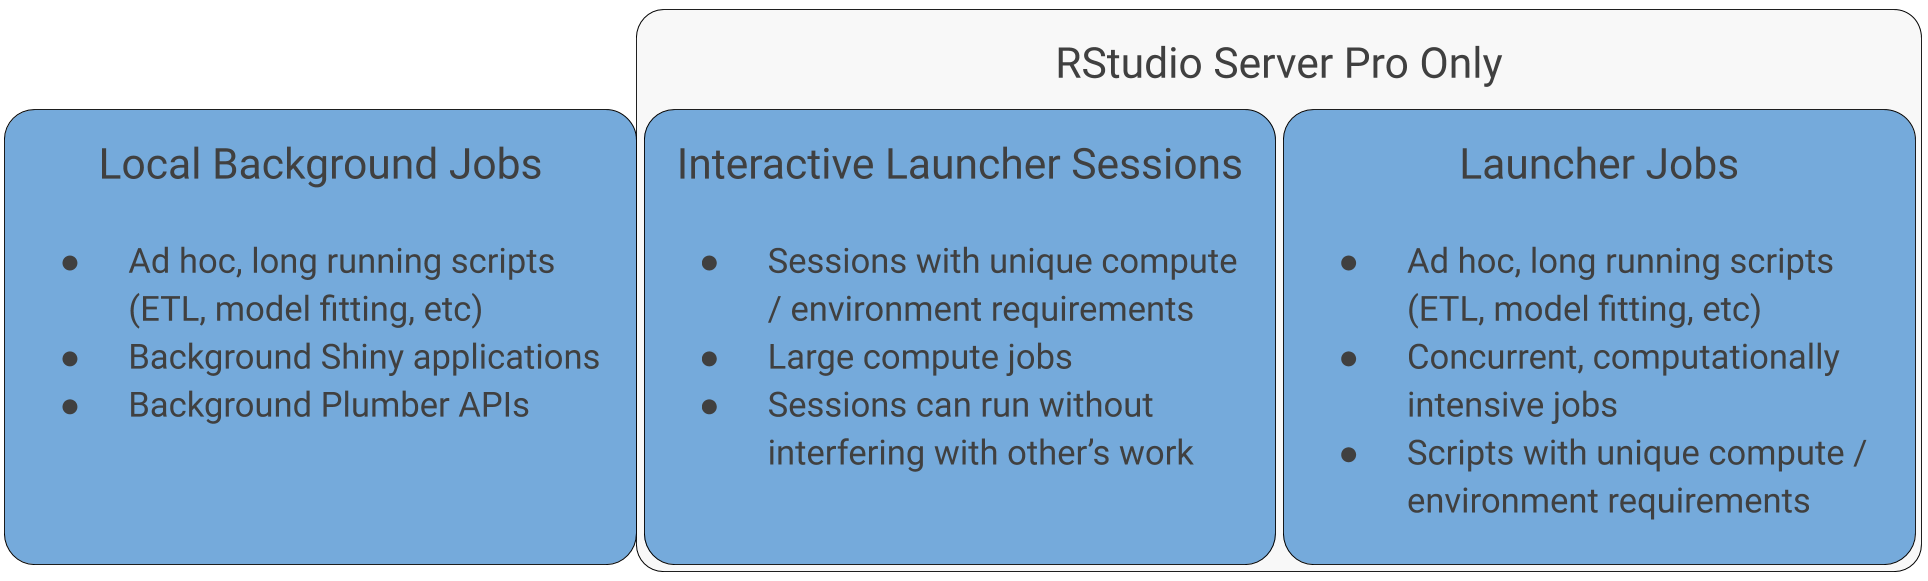 RStudio Server Pro Only
Local Background Jobs
● Ad hoc, long running scripts
(ETL, model fitting, etc)
● Background Shiny applications
● Background Plumber APIs
Interactive Launcher Sessions
● Sessions with unique compute
/ environment requirements
● Large compute jobs
● Sessions can run without
interfering with other’s work
Launcher Jobs
● Ad hoc, long running scripts
(ETL, model fitting, etc)
● Concurrent, computationally
intensive jobs
● Scripts with unique compute /
environment requirements